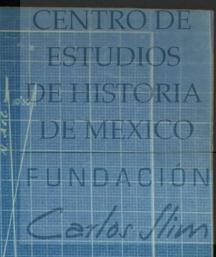 CENTRO DE
ESTUDIOS
DE HISTORIA
DE MEXICO
FUNDACIÓN
Carlos Slim